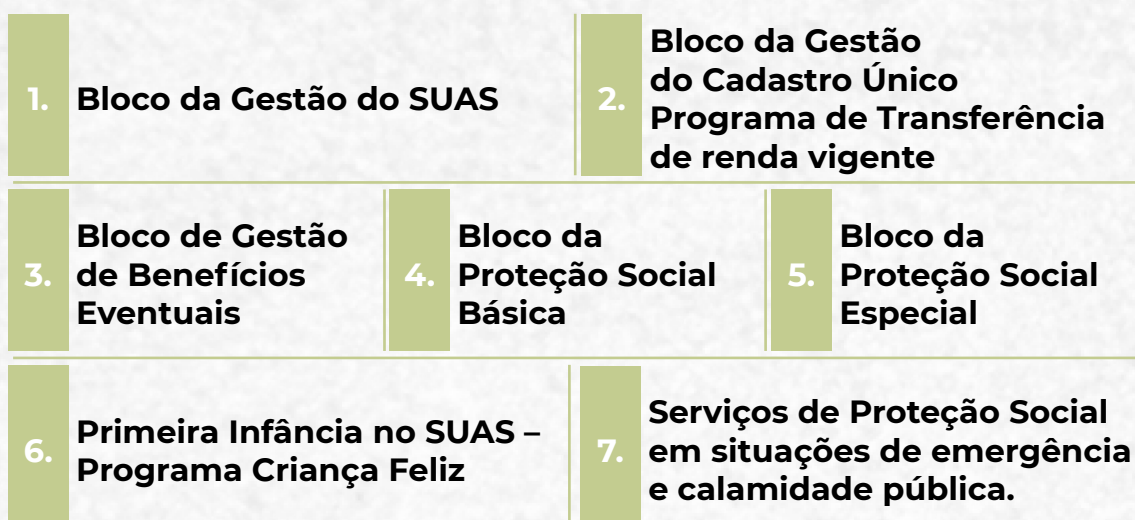 1. Bloco da Gestão do SUAS
2. Bloco da Gestão
do Cadastro Único
Programa de Transferência
de renda vigente
3. Bloco de Gestão
de Benefícios
Eventuais
4. Bloco da
Proteção Social
Básica
5. Bloco da
Proteção Social
Especial
6. Primeira Infância no SUAS –
Programa Criança Feliz
7. Serviços de Proteção Social
em situações de emergência
e calamidade pública.